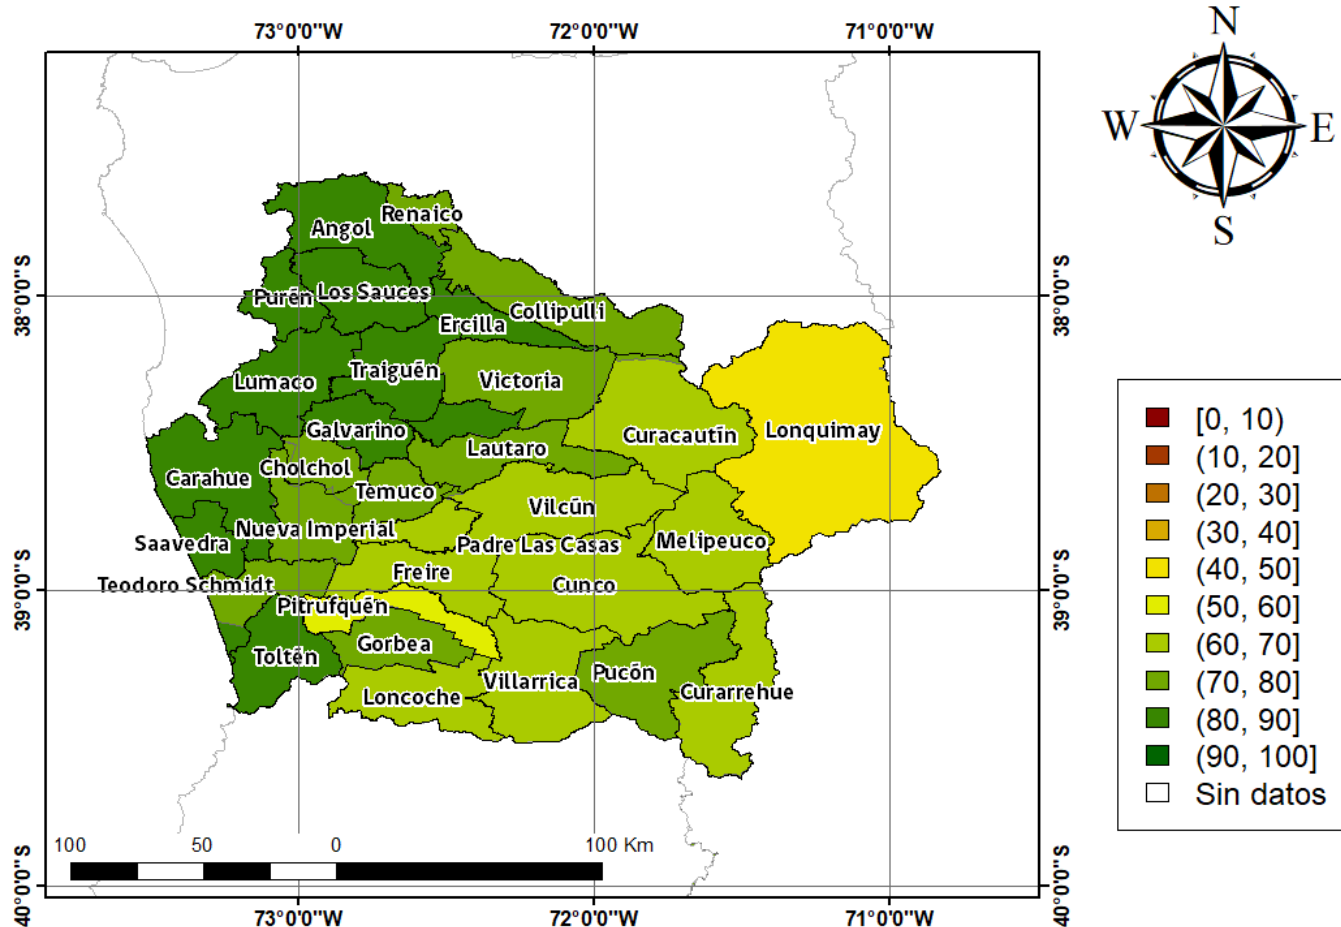 73°0'0"W 72°0'0"W 71°0'0"W
N
W E
S
38°0'0"S 38°0'0"S
39°0'0"S 39°0'0"S
40°0'0"S 40°0'0"S
Renaico
Angol
Los Sauces
Purén
Collipulli
Ercilla
Traiguén
Lumaco
Victoria
Galvarino
Curacautín
Lonquimay
Lautaro
Cholchol
Carahue
Temuco
Vilcún
Nueva Imperial
Saavedra
Padre Las Casas
Melipeuco
Freire
Teodoro Schmidt
Cunco
Pitrufquén
Gorbea
Toltén
Pucón
Villarrica
Curarrehue
Loncoche
[0, 10)
(10, 20]
(20, 30]
(30, 40]
(40, 50]
(50, 60]
(60, 70]
(70, 80]
(80, 90]
(90, 100]
Sin datos
100 50 0 100 Km
73°0'0"W 72°0'0"W 71°0'0"W